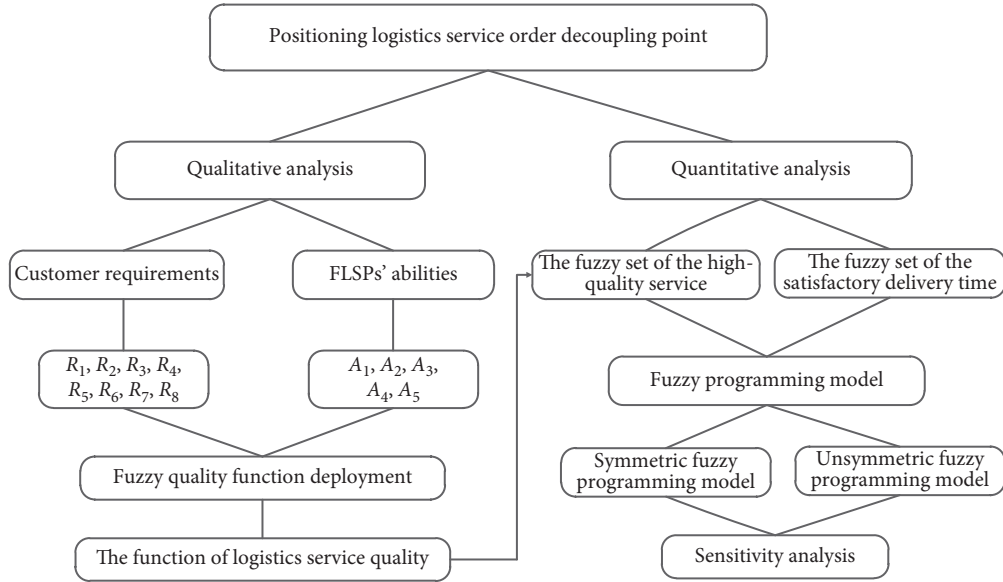 Positioning logistics service order decoupling point
Qualitative analysis
Quantitative analysis
Customer requirements
FLSPs' abilities
The fuzzy set of the high-
quality service
The fuzzy set of the
satisfactory delivery time
R1, R2, R3, R4,
R5, R6, R7, R8
A1, A2, A3,
A4, A5
Fuzzy programming model
Fuzzy quality function deployment
Symmetric fuzzy
programming model
Unsymmetric fuzzy
programming model
The function of logistics service quality
Sensitivity analysis